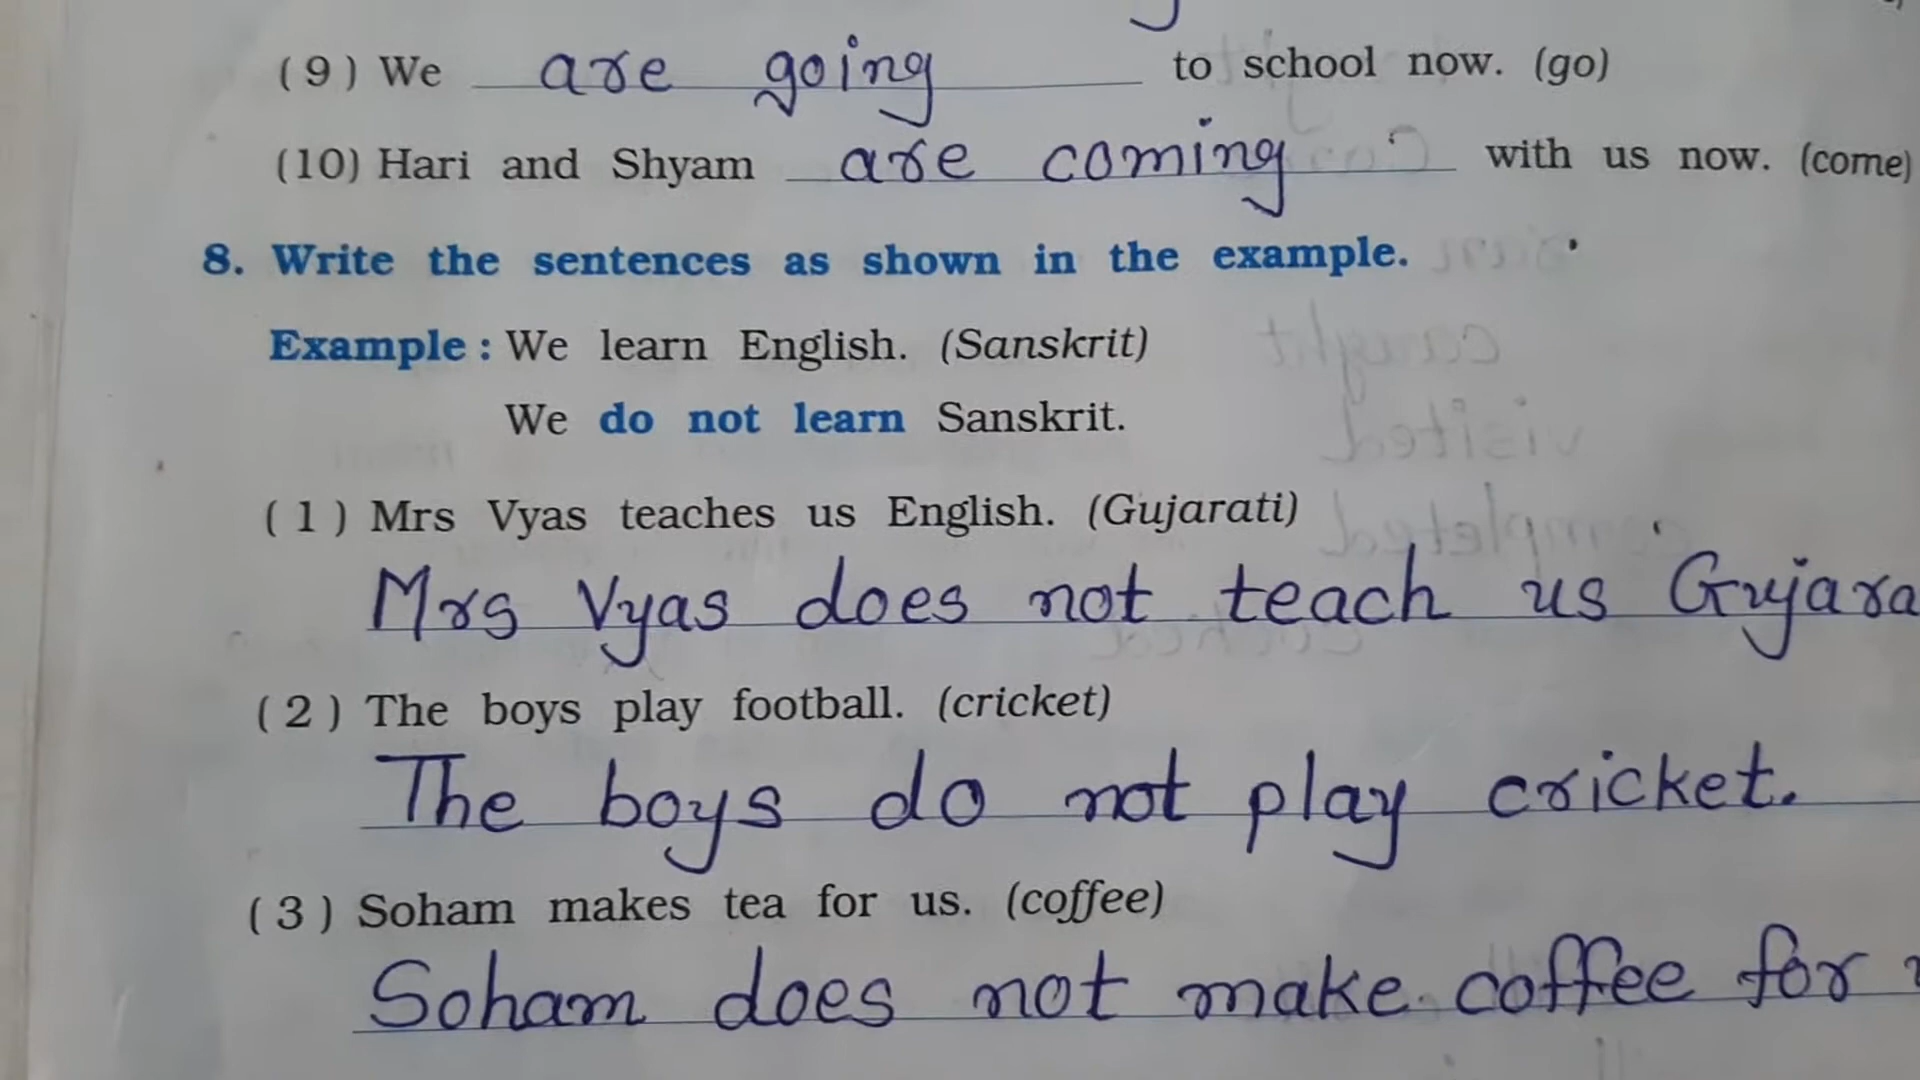 (9) We are going to school now. (go)
(10) Hari and Shyam are coming with us now. (come)
8. Write the sentences as shown in the example.
Example : We learn English. (Sanskrit)
We do not learn Sanskrit.
(1) Mrs Vyas teaches us English. (Gujarati)
Mrs Vyas does not teach us Gujara
(2) The boys play football. (cricket)
The boys do not play cricket.
(3) Soham makes tea for us. (coffee)
Soham does not make coffee for